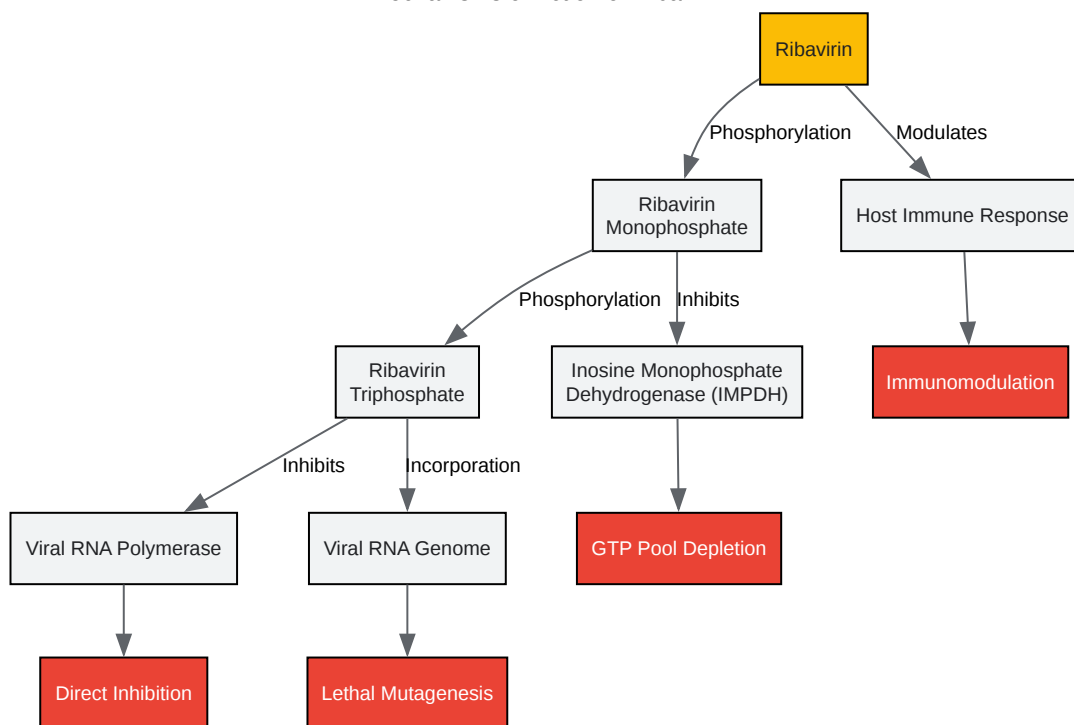 Ribavirin
Phosphorylation
Modulates
Ribavirin
Monophosphate
Host Immune Response
Phosphorylation
Inhibits
Ribavirin
Triphosphate
Inosine Monophosphate
Dehydrogenase (IMPDH)
Immunomodulation
Inhibits
Incorporation
Viral RNA Polymerase
Viral RNA Genome
GTP Pool Depletion
Direct Inhibition
Lethal Mutagenesis